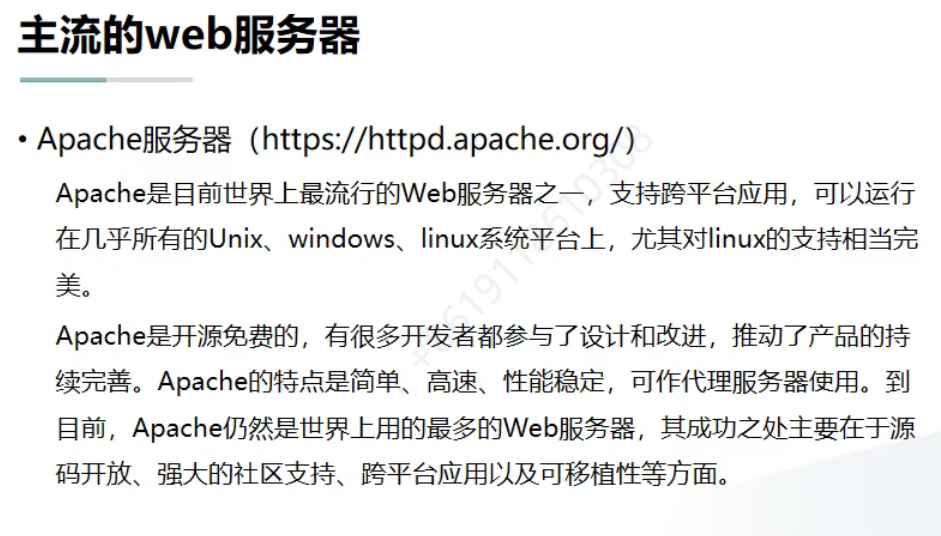 主流的web服务器
• Apache服务器（https://httpd.apache.org/）
Apache是目前世界上最流行的Web服务器之一，支持跨平台应用，可以运行
在几乎所有的Unix、windows、linux系统平台上，尤其对linux的支持相当完
美。
Apache是开源免费的，有很多开发者都参与了设计和改进，推动了产品的持
续完善。Apache的特点是简单、高速、性能稳定，可作代理服务器使用。到
目前，Apache仍然是世界上用的最多的Web服务器，其成功之处主要在于源
码开放、强大的社区支持、跨平台应用以及可移植性等方面。